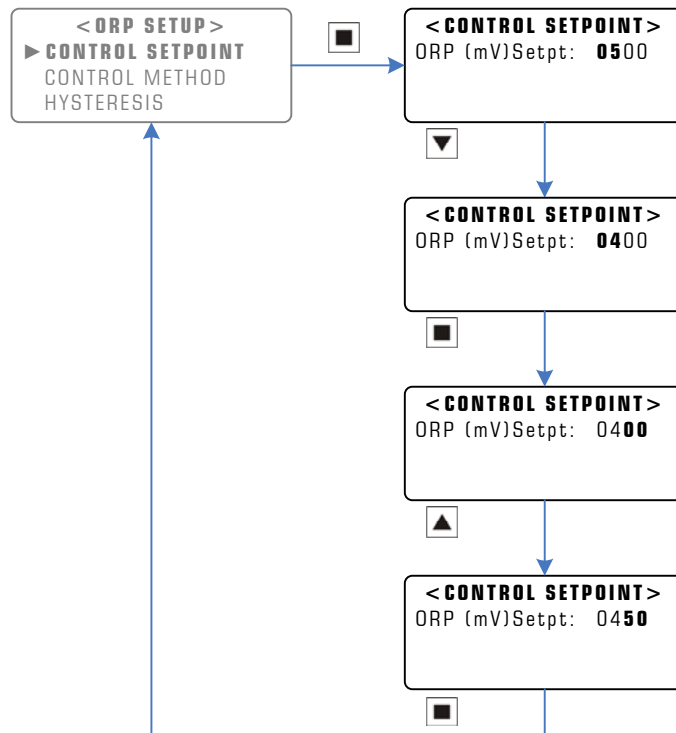 <ORP SETUP>
►CONTROL SETPOINT
CONTROL METHOD
HYSTERESIS
<CONTROL SETPOINT>
ORP (mV)Setpt: 0500
<CONTROL SETPOINT>
ORP (mV)Setpt: 0400
<CONTROL SETPOINT>
ORP (mV)Setpt: 0400
<CONTROL SETPOINT>
ORP (mV)Setpt: 0450